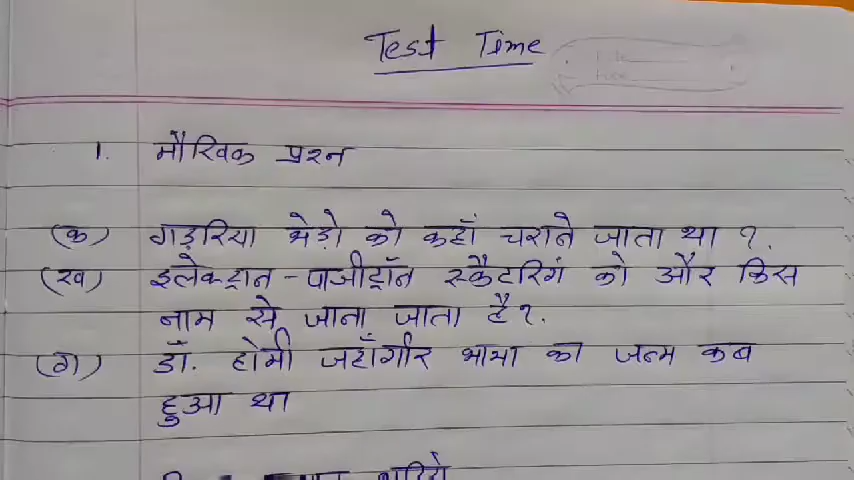 Test Time
1. मौखिक प्रश्न
(क) गड़रिया भेड़ो को कहाँ चराने जाता था ?.
(ख) इलेक्ट्रान - पाजीट्रॉन स्कैटरिंग को और किस
नाम से जाना जाता है?.
(ग) डॉ. होमी जहाँगीर भाभा का जन्म कब
हुआ था